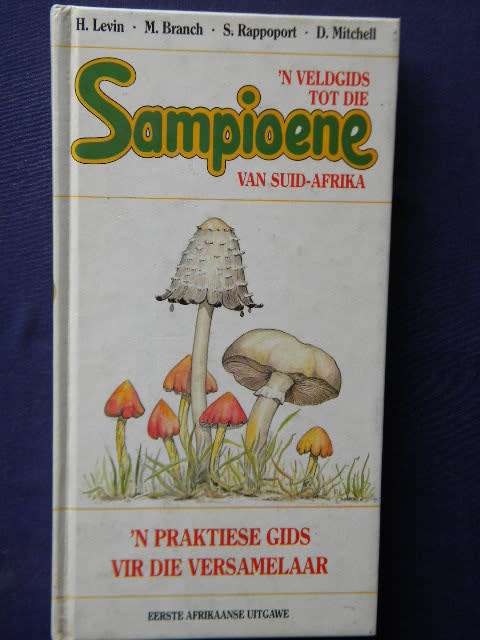 H. Levin · M. Branch · S. Rappoport · D. Mitchell
'N VELDGIDS
TOT DIE
Sampioene
VAN SUID-AFRIKA
'N PRAKTIESE GIDS
VIR DIE VERSAMELAAR
EERSTE AFRIKAANSE UITGAWE